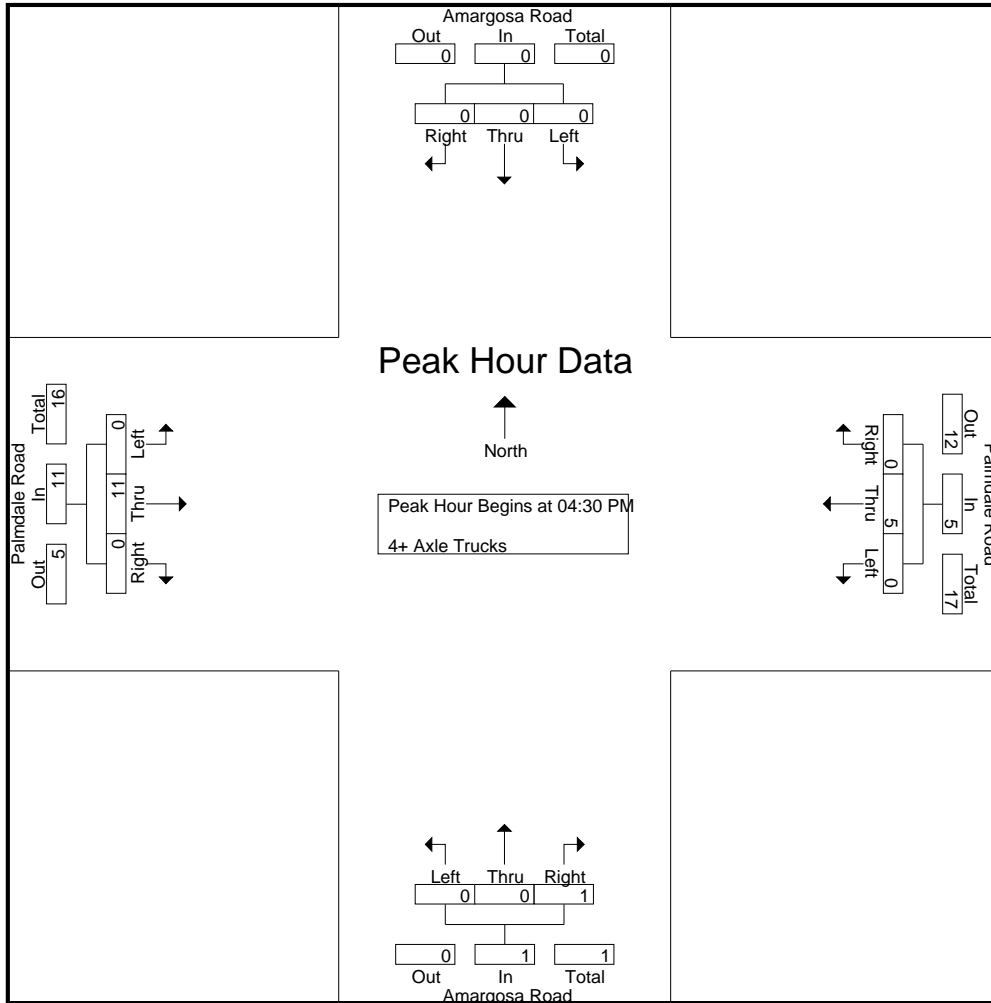 Amargosa Road
Out In Total
0 0 0
0 0 0
Right Thru Left
Peak Hour Data
North
Peak Hour Begins at 04:30 PM
4+ Axle Trucks
Palmdale Road
Out In Total
5 11 16
Right Thru Left
0 11 0
Palmdale Road
Out In Total
12 5 17
Right Thru Left
0 5 0
Left Thru Right
0 0 1
0 1 1
Out In Total
Amargosa Road